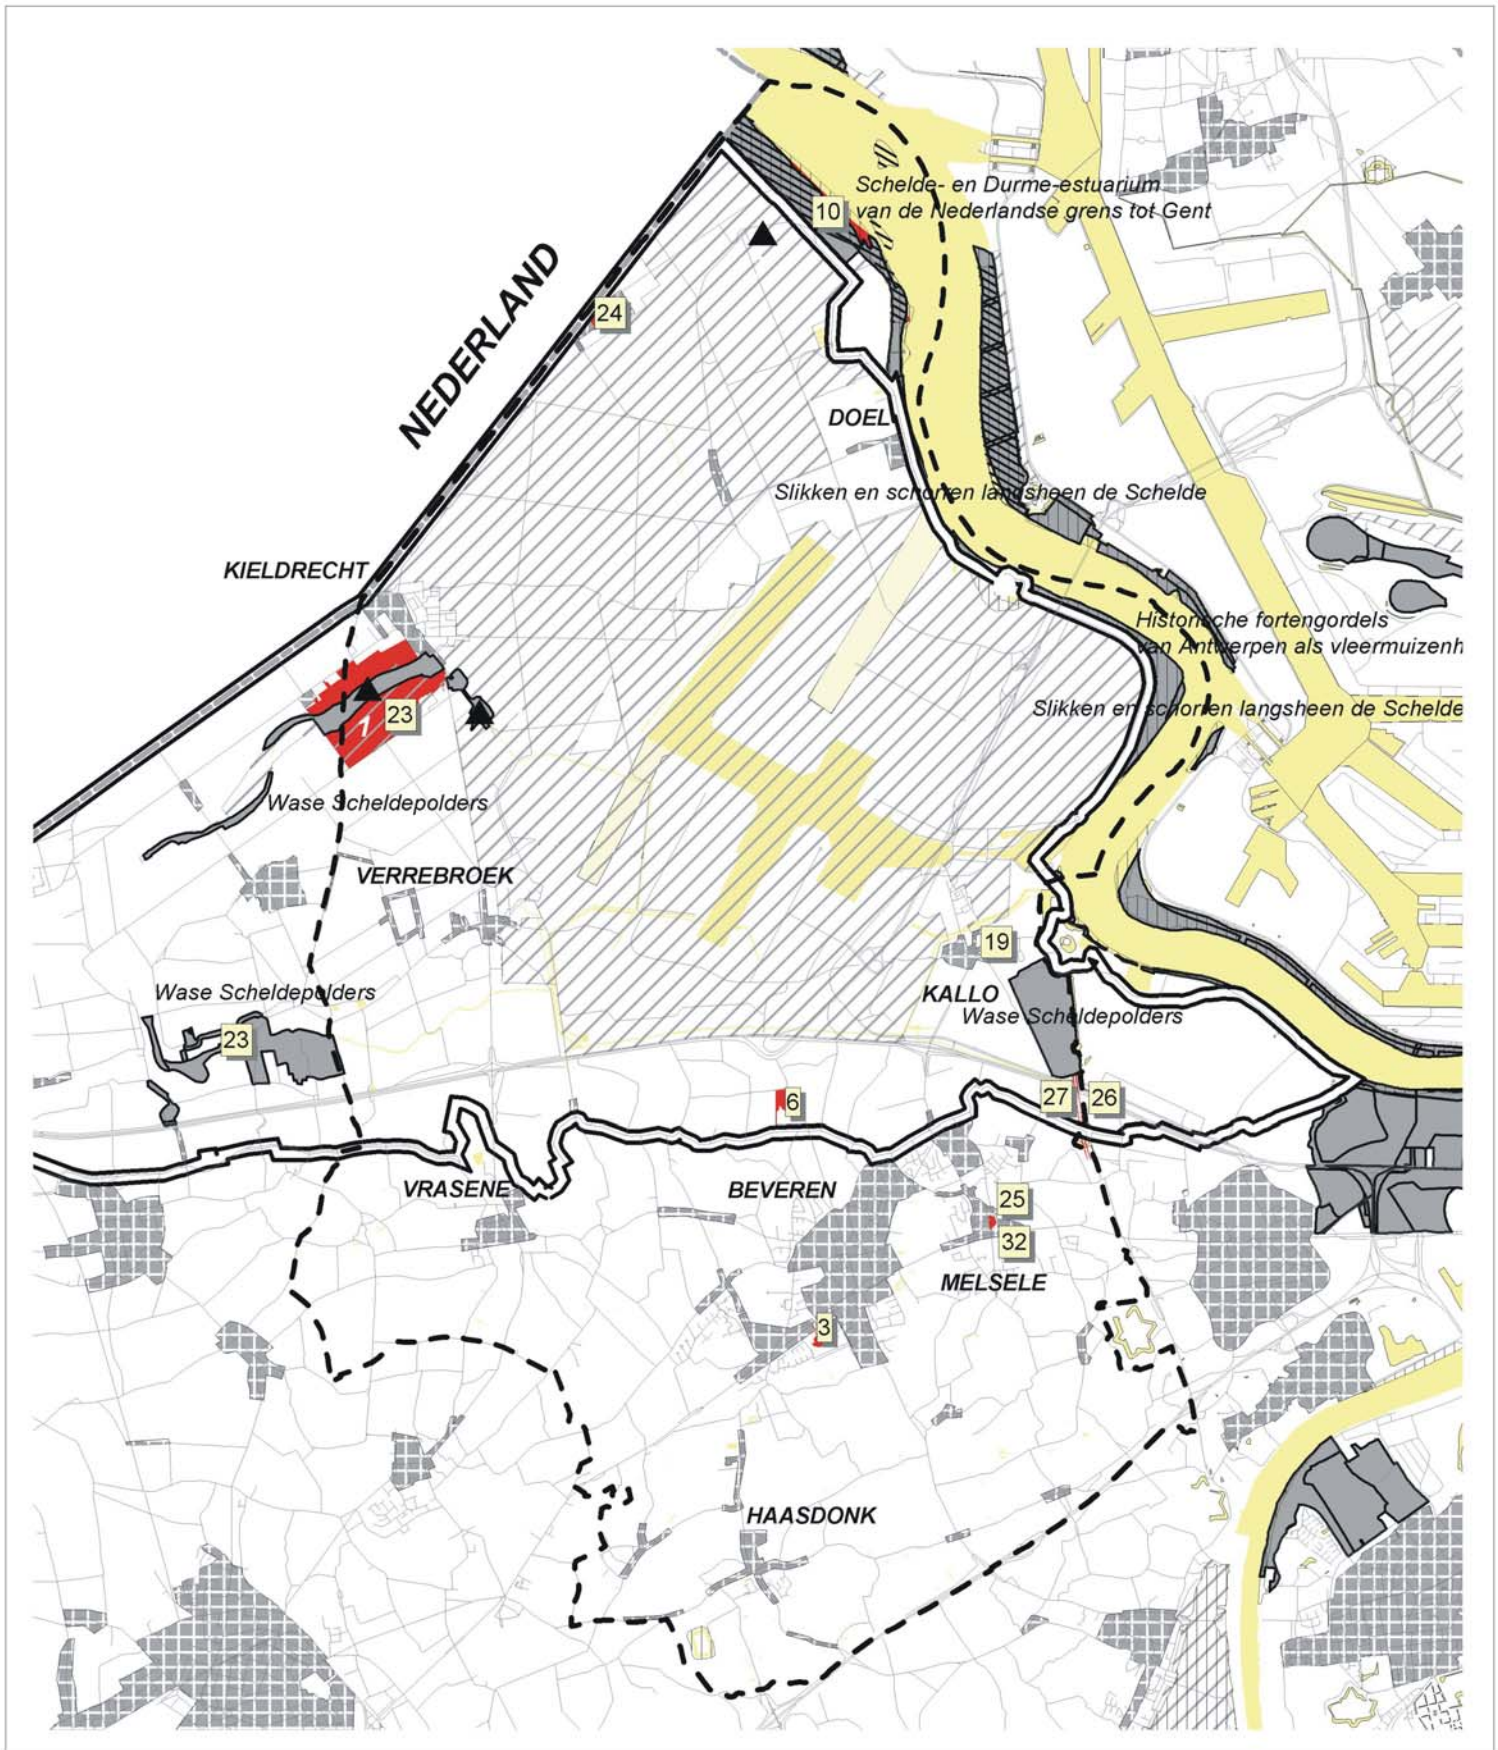 Schelde- en Durme-estuarium
10
van de Nederlandse grens tot Gent
NEDERLAND
24
DOEL
Slikken en schorren langsheen de Schelde
KIELDRECHT
Historische fortengordels
van Antwerpen als vleermuizenh
7
23
Slikken en schorren langsheen de Schelde
Wase Scheldepolders
VERREBROEK
19
Wase Scheldepolders
KALLO
Wase Scheldepolders
23
27
26
6
VRASENE
BEVEREN
25
32
MELSELE
3
HAASDONK